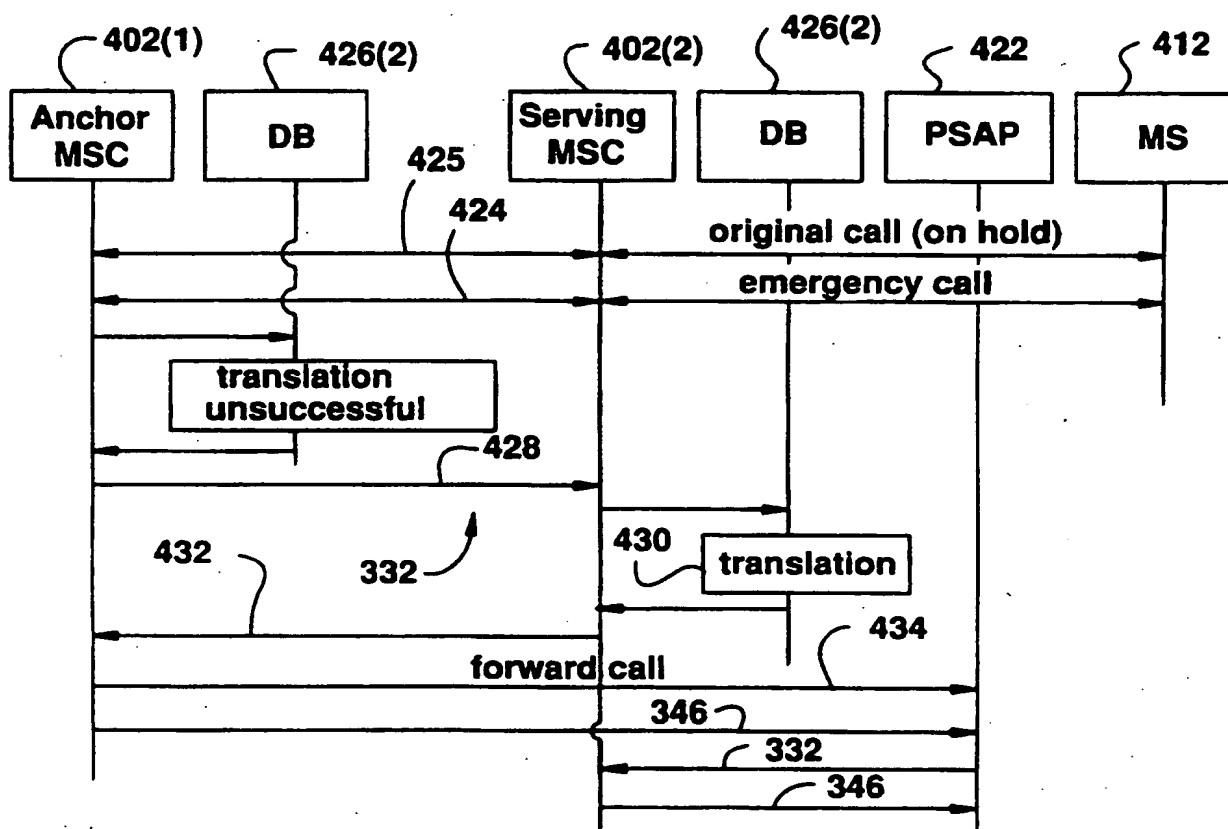 402(1)
426(2)
402(2)
426(2)
422
412
Anchor
MSC
DB
Serving
MSC
DB
PSAP
MS
425
424
original call (on hold)
emergency call
translation
unsuccessful
428
332
430
translation
432
434
forward call
346
332
346